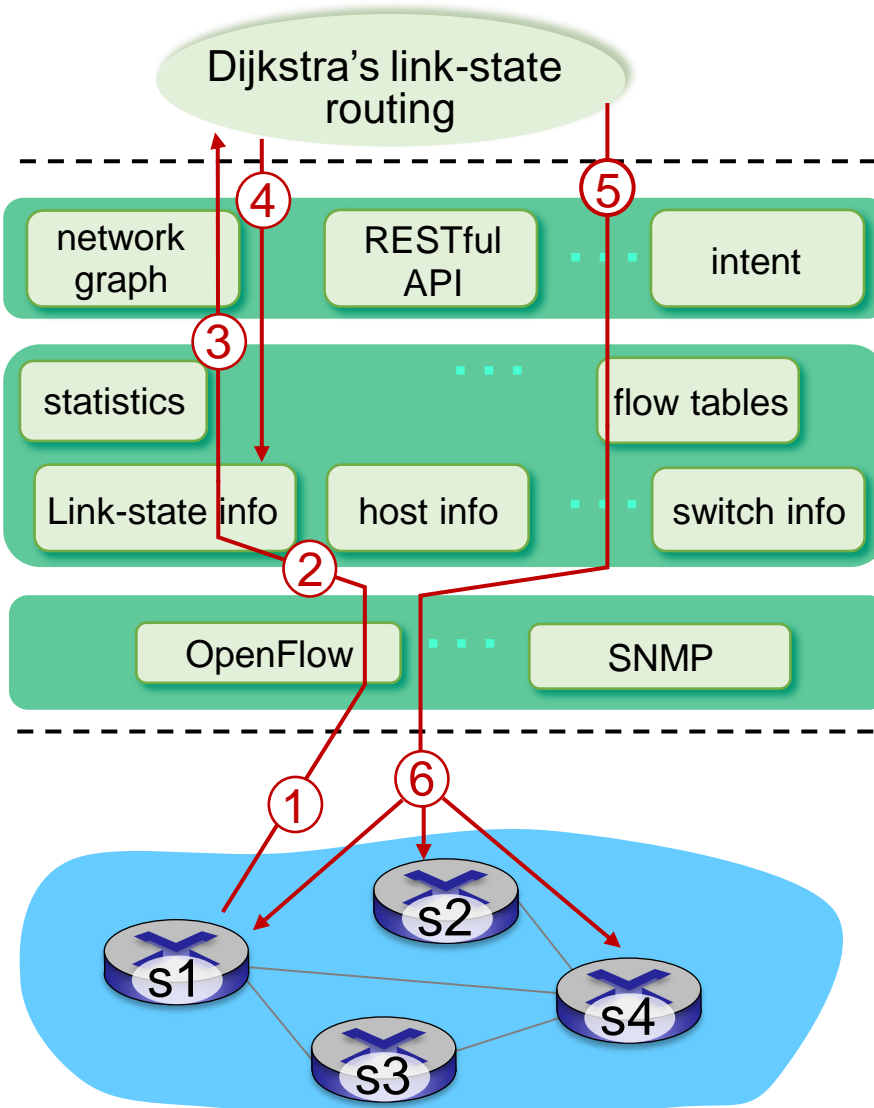 Dijkstra's link-state
routing
4
5
network
graph
RESTful
API
. . .
intent
3
statistics
. . .
flow tables
Link-state info
host info
. . .
switch info
2
OpenFlow
. . .
SNMP
1
6
s2
s1
s4
s3